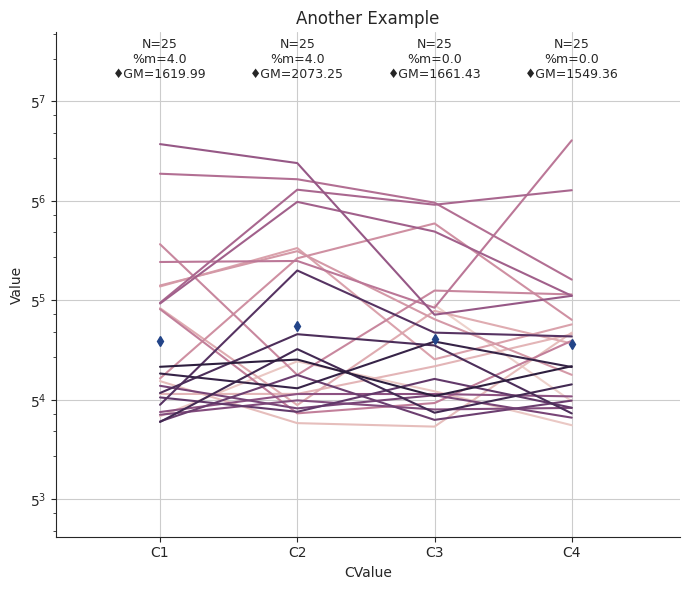 Another Example
N=25 N=25 N=25 N=25
%m=4.0 %m=4.0 %m=0.0 %m=0.0
♦GM=1619.99 ♦GM=2073.25 ♦GM=1661.43 ♦GM=1549.36
5⁷
5⁶
5⁵
5⁴
5³
Value
C1 C2 C3 C4
CValue